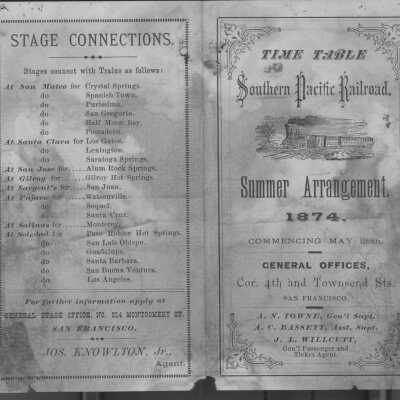 STAGE CONNECTIONS.
Stages connect with Trains as follows:
At San Mateo for Crystal Springs.
do Spanish Town.
do Purissima.
do San Gregorio.
do Half Moon Bay.
do Pescadero.
At Santa Clara for Los Gatos.
do Lexington.
do Saratoga Springs.
At San Jose for.....Alum Rock Springs.
At Gilroy for.....Gilroy Hot Springs.
At Sargent's for....San Juan.
At Pajaro for......Watsonville.
do Soquel.
do Santa Cruz.
At Salinas for......Monterey.
At Soledad for Paso Robles Hot Springs.
do San Luis Obispo.
do Guadalupe.
do Santa Barbara.
do San Buena Ventura.
do Los Angeles.
For further information apply at
GENERAL STAGE OFFICE, NO. 214 MONTGOMERY ST.
SAN FRANCISCO.
JOS. KNOWLTON, Jr.,
Agent.
TIME TABLE
Southern Pacific Railroad.
Summer Arrangement.
1874.
COMMENCING MAY
GENERAL OFFICES,
Cor. 4th and Townsend Sts.
SAN FRANCISCO.
A. N. TOWNE, Gen'l Supt.
A. C. BASSETT, Asst. Supt.
J. L. WILLCUTT,
Gen'l Passenger and
Ticket Agent.